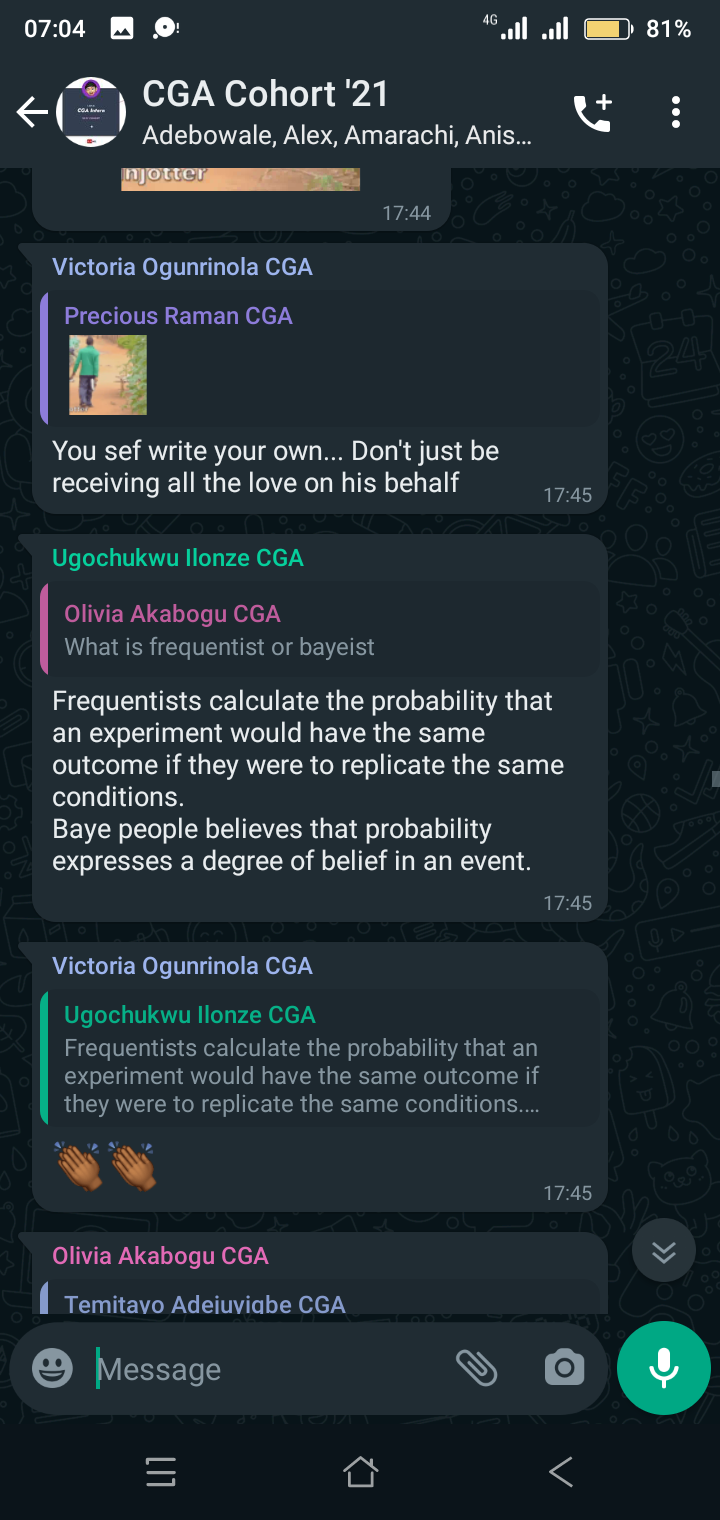 07:04
4G
81%
CGA Cohort '21
Adebowale, Alex, Amarachi, Anis...
njotter
17:44
Victoria Ogunrinola CGA
Precious Raman CGA
You sef write your own... Don't just be
receiving all the love on his behalf
17:45
Ugochukwu Ilonze CGA
Olivia Akabogu CGA
What is frequentist or bayeist
Frequentists calculate the probability that
an experiment would have the same
outcome if they were to replicate the same
conditions.
Baye people believes that probability
expresses a degree of belief in an event.
17:45
Victoria Ogunrinola CGA
Ugochukwu Ilonze CGA
Frequentists calculate the probability that an
experiment would have the same outcome if
they were to replicate the same conditions....
👏🏾👏🏾
17:45
Olivia Akabogu CGA
Temitayo Adejuyigbe CGA
Message